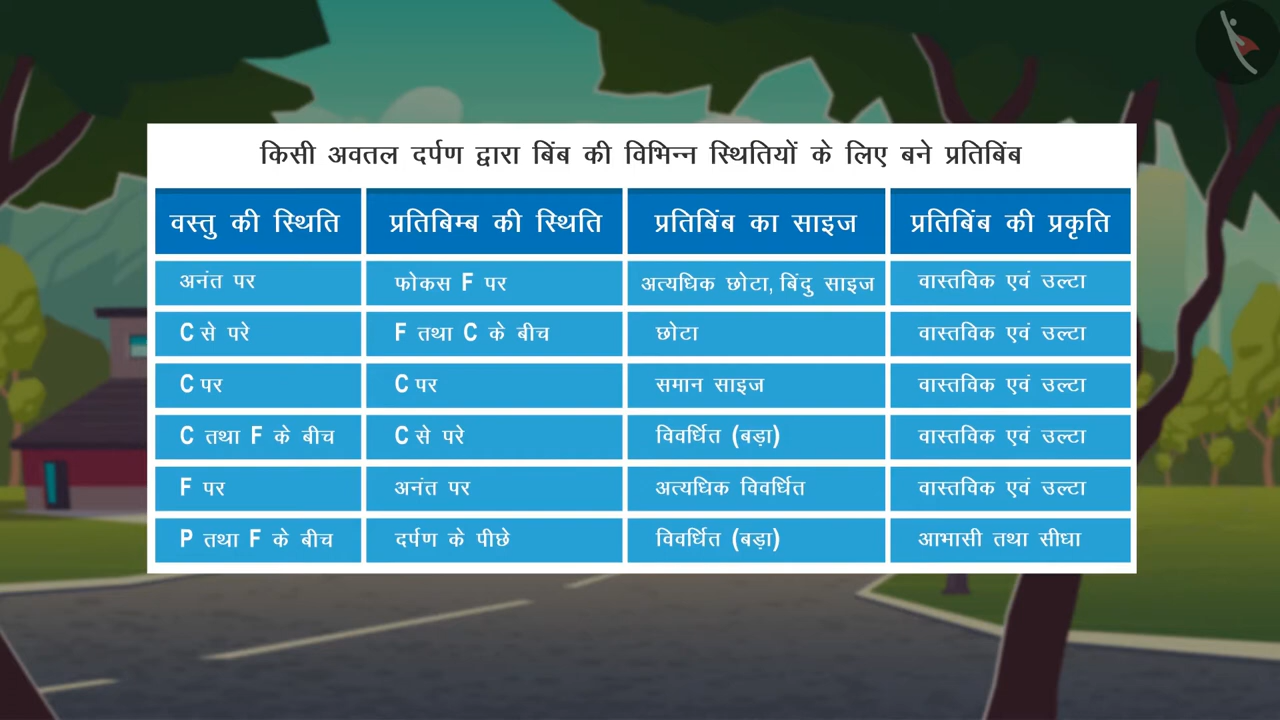 किसी अवतल दर्पण द्वारा बिंब की विभिन्न स्थितियों के लिए बने प्रतिबिंब
वस्तु की स्थिति प्रतिबिम्ब की स्थिति प्रतिबिंब का साइज प्रतिबिंब की प्रकृति
अनंत पर फोकस F पर अत्यधिक छोटा, बिंदु साइज वास्तविक एवं उल्टा
C से परे F तथा C के बीच छोटा वास्तविक एवं उल्टा
C पर C पर समान साइज वास्तविक एवं उल्टा
C तथा F के बीच C से परे विवर्धित (बड़ा) वास्तविक एवं उल्टा
F पर अनंत पर अत्यधिक विवर्धित वास्तविक एवं उल्टा
P तथा F के बीच दर्पण के पीछे विवर्धित (बड़ा) आभासी तथा सीधा